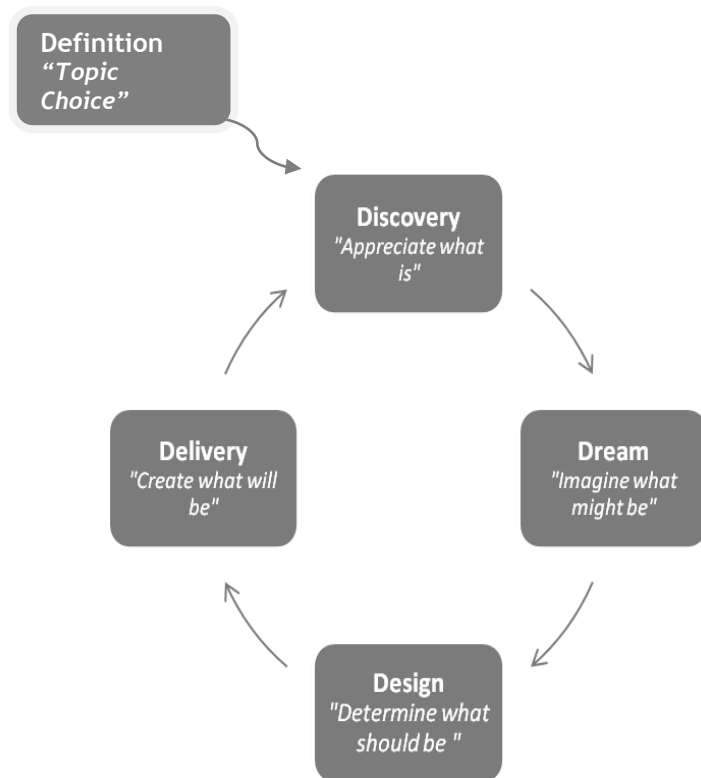 Definition
“Topic
Choice”
Discovery
"Appreciate what
is"
Delivery
"Create what will
be"
Dream
"Imagine what
might be"
Design
"Determine what
should be "